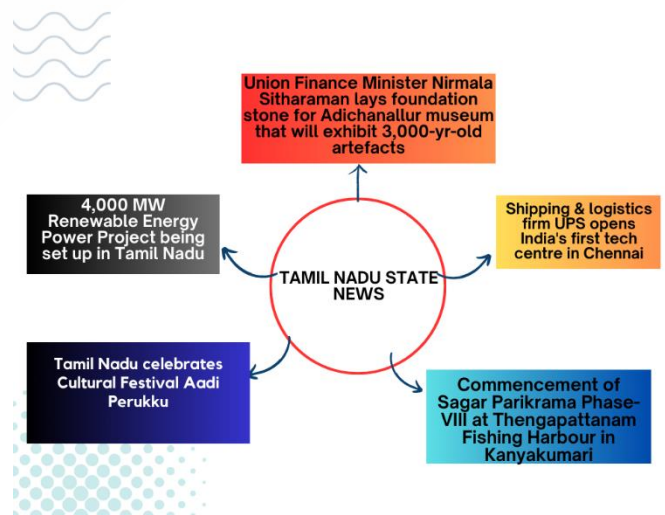 Union Finance Minister Nirmala
Sitharaman lays foundation
stone for Adichanallur museum
that will exhibit 3,000-yr-old
artefacts
4,000 MW
Renewable Energy
Power Project being
set up in Tamil Nadu
Shipping & logistics
firm UPS opens
India's first tech
centre in Chennai
TAMIL NADU STATE
NEWS
Tamil Nadu celebrates
Cultural Festival Aadi
Perukku
Commencement of
Sagar Parikrama Phase-
VIII at Thengapattanam
Fishing Harbour in
Kanyakumari